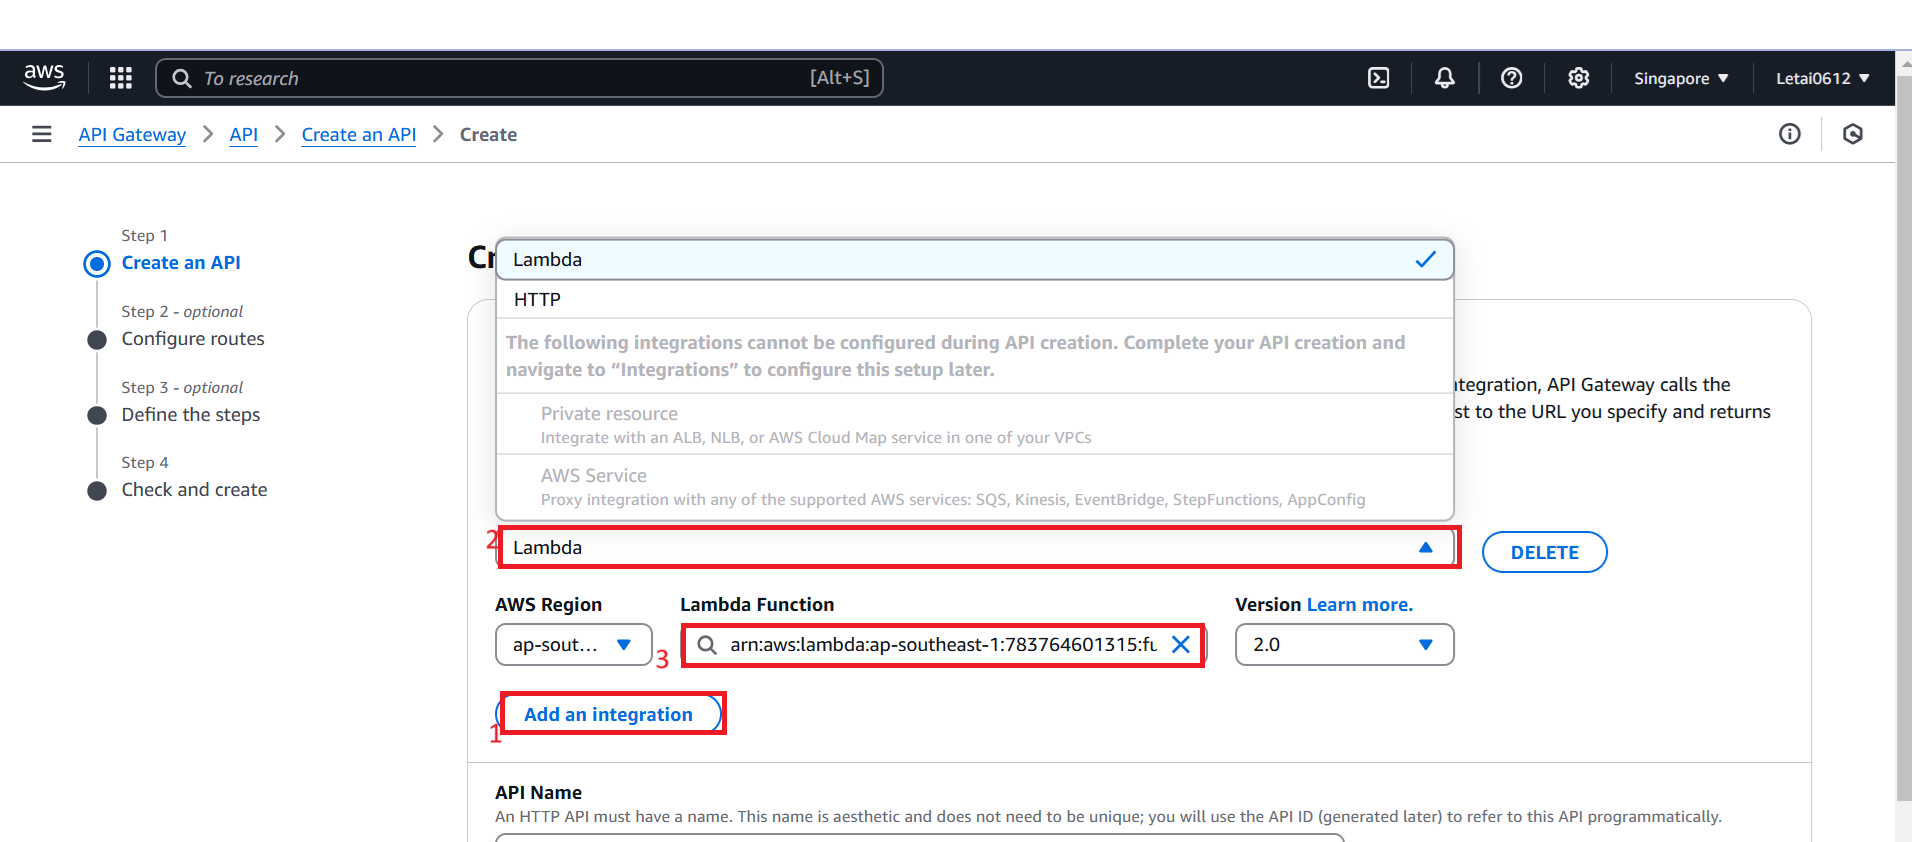 aws
To research
[Alt+S]
Singapore
Letai0612
API Gateway
API
Create an API
Create
Step 1
Create an API
Step 2 - optional
Configure routes
Step 3 - optional
Define the steps
Step 4
Check and create
Cr
Lambda
HTTP
The following integrations cannot be configured during API creation. Complete your API creation and
navigate to “Integrations” to configure this setup later.
ntegration, API Gateway calls the
st to the URL you specify and returns
Private resource
Integrate with an ALB, NLB, or AWS Cloud Map service in one of your VPCs
AWS Service
Proxy integration with any of the supported AWS services: SQS, Kinesis, EventBridge, StepFunctions, AppConfig
2
Lambda
DELETE
AWS Region
Lambda Function
Version Learn more.
ap-sout...
3
arn:aws:lambda:ap-southeast-1:783764601315:fu
2.0
1
Add an integration
API Name
An HTTP API must have a name. This name is aesthetic and does not need to be unique; you will use the API ID (generated later) to refer to this API programmatically.